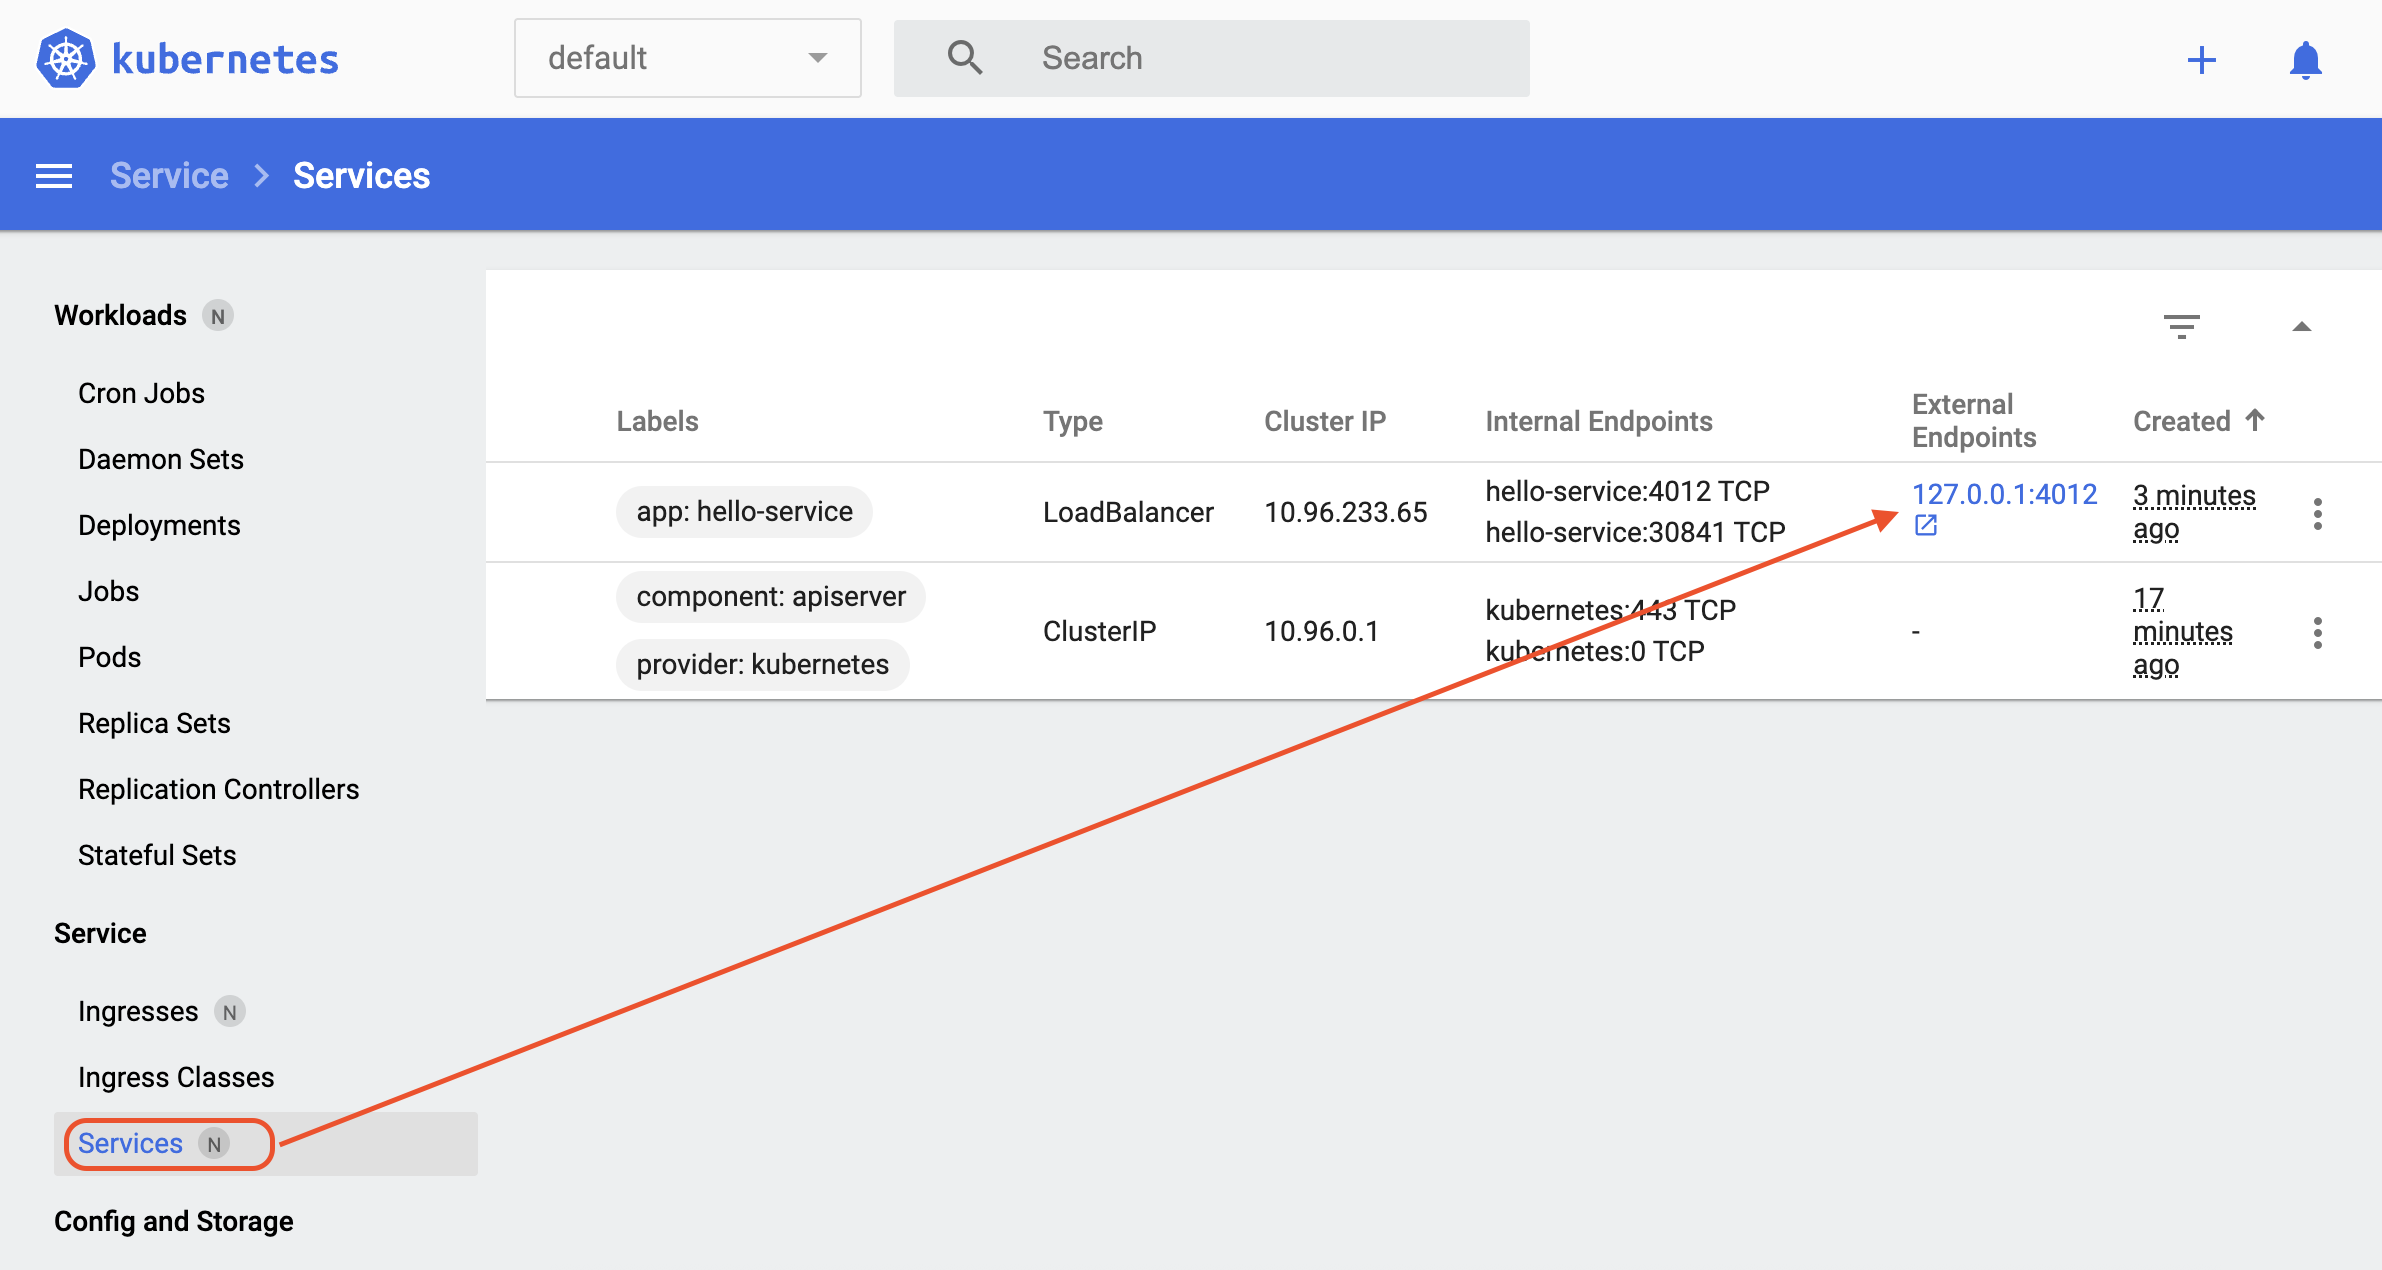 kubernetes
default
Search
Service
Services
Workloads N
Cron Jobs
Daemon Sets
Deployments
Jobs
Pods
Replica Sets
Replication Controllers
Stateful Sets
Service
Ingresses N
Ingress Classes
Services N
Config and Storage
Labels
Type
Cluster IP
Internal Endpoints
External
Endpoints
Created
app: hello-service
LoadBalancer
10.96.233.65
hello-service:4012 TCP
hello-service:30841 TCP
127.0.0.1:4012
3 minutes
ago
component: apiserver
provider: kubernetes
ClusterIP
10.96.0.1
kubernetes:443 TCP
kubernetes:0 TCP
-
17
minutes
ago